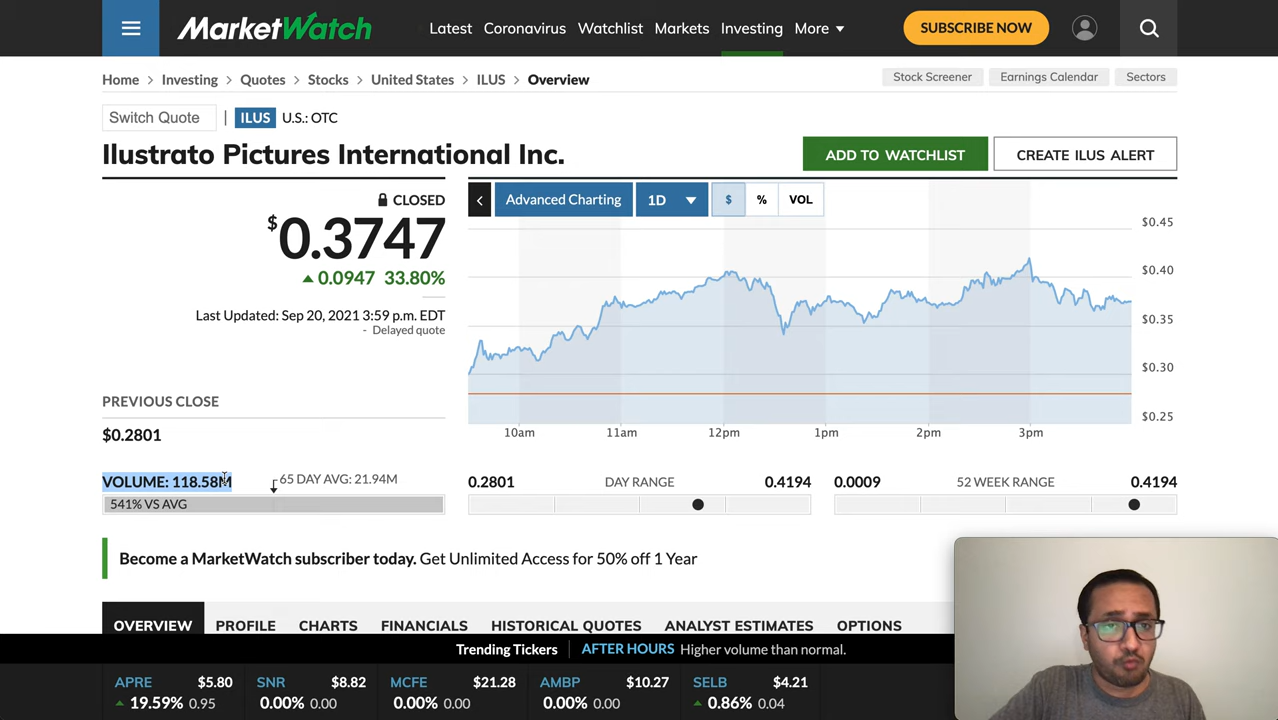 MarketWatch
Latest Coronavirus Watchlist Markets Investing More
SUBSCRIBE NOW
Home > Investing > Quotes > Stocks > United States > ILUS > Overview
Stock Screener Earnings Calendar Sectors
Switch Quote | ILUS U.S.: OTC
Ilustrato Pictures International Inc.
ADD TO WATCHLIST CREATE ILUS ALERT
CLOSED
$0.3747
0.0947 33.80%
Last Updated: Sep 20, 2021 3:59 p.m. EDT
- Delayed quote
PREVIOUS CLOSE
$0.2801
VOLUME: 118.58M 65 DAY AVG: 21.94M
541% VS AVG
< Advanced Charting 1D $ % VOL
$0.45
$0.40
$0.35
$0.30
$0.25
10am 11am 12pm 1pm 2pm 3pm
0.2801 DAY RANGE 0.4194
0.0009 52 WEEK RANGE 0.4194
Become a MarketWatch subscriber today. Get Unlimited Access for 50% off 1 Year
OVERVIEW PROFILE CHARTS FINANCIALS HISTORICAL QUOTES ANALYST ESTIMATES OPTIONS
Trending Tickers | AFTER HOURS Higher volume than normal.
APRE $5.80 SNR $8.82 MCFE $21.28 AMBP $10.27 SELB $4.21
19.59% 0.95 0.00% 0.00 0.00% 0.00 0.00% 0.00 0.86% 0.04